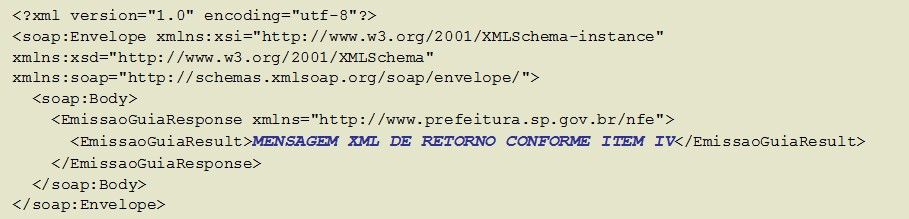 <?xml version="1.0" encoding="utf-8"?>
<soap:Envelope xmlns:xsi="http://www.w3.org/2001/XMLSchema-instance"
xmlns:xsd="http://www.w3.org/2001/XMLSchema"
xmlns:soap="http://schemas.xmlsoap.org/soap/envelope/">
  <soap:Body>
    <EmissaoGuiaResponse xmlns="http://www.prefeitura.sp.gov.br/nfe">
      <EmissaoGuiaResult>MENSAGEM XML DE RETORNO CONFORME ITEM IV</EmissaoGuiaResult>
    </EmissaoGuiaResponse>
  </soap:Body>
</soap:Envelope>